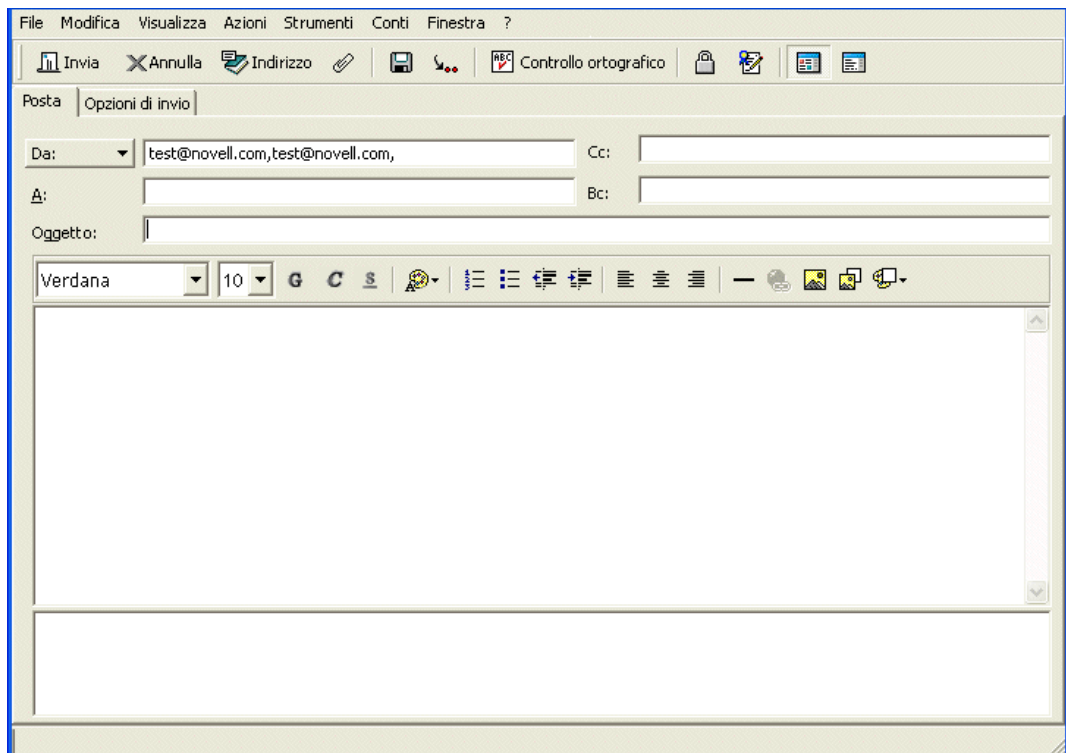 File Modifica Visualizza Azioni Strumenti Conti Finestra ?
Invia Annulla Indirizzo ABC Controllo ortografico
Posta Opzioni di invio
Da: test@novell.com,test@novell.com, Cc:
A: Bc:
Oggetto:
Verdana 10 G C S